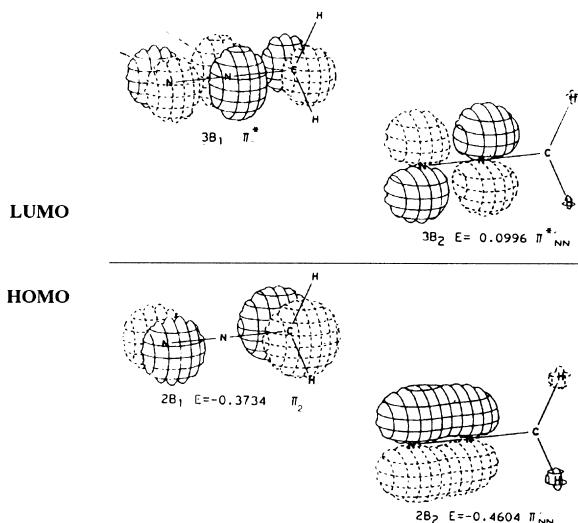 H
N N C
H
3B₁ π*
H
N N C
H
3B₂ E= 0.0996 π*NN
LUMO
HOMO
H
N N C
H
2B₁ E=-0.3734 π₂
H
C
H
2B₂ E=-0.4604 πNN